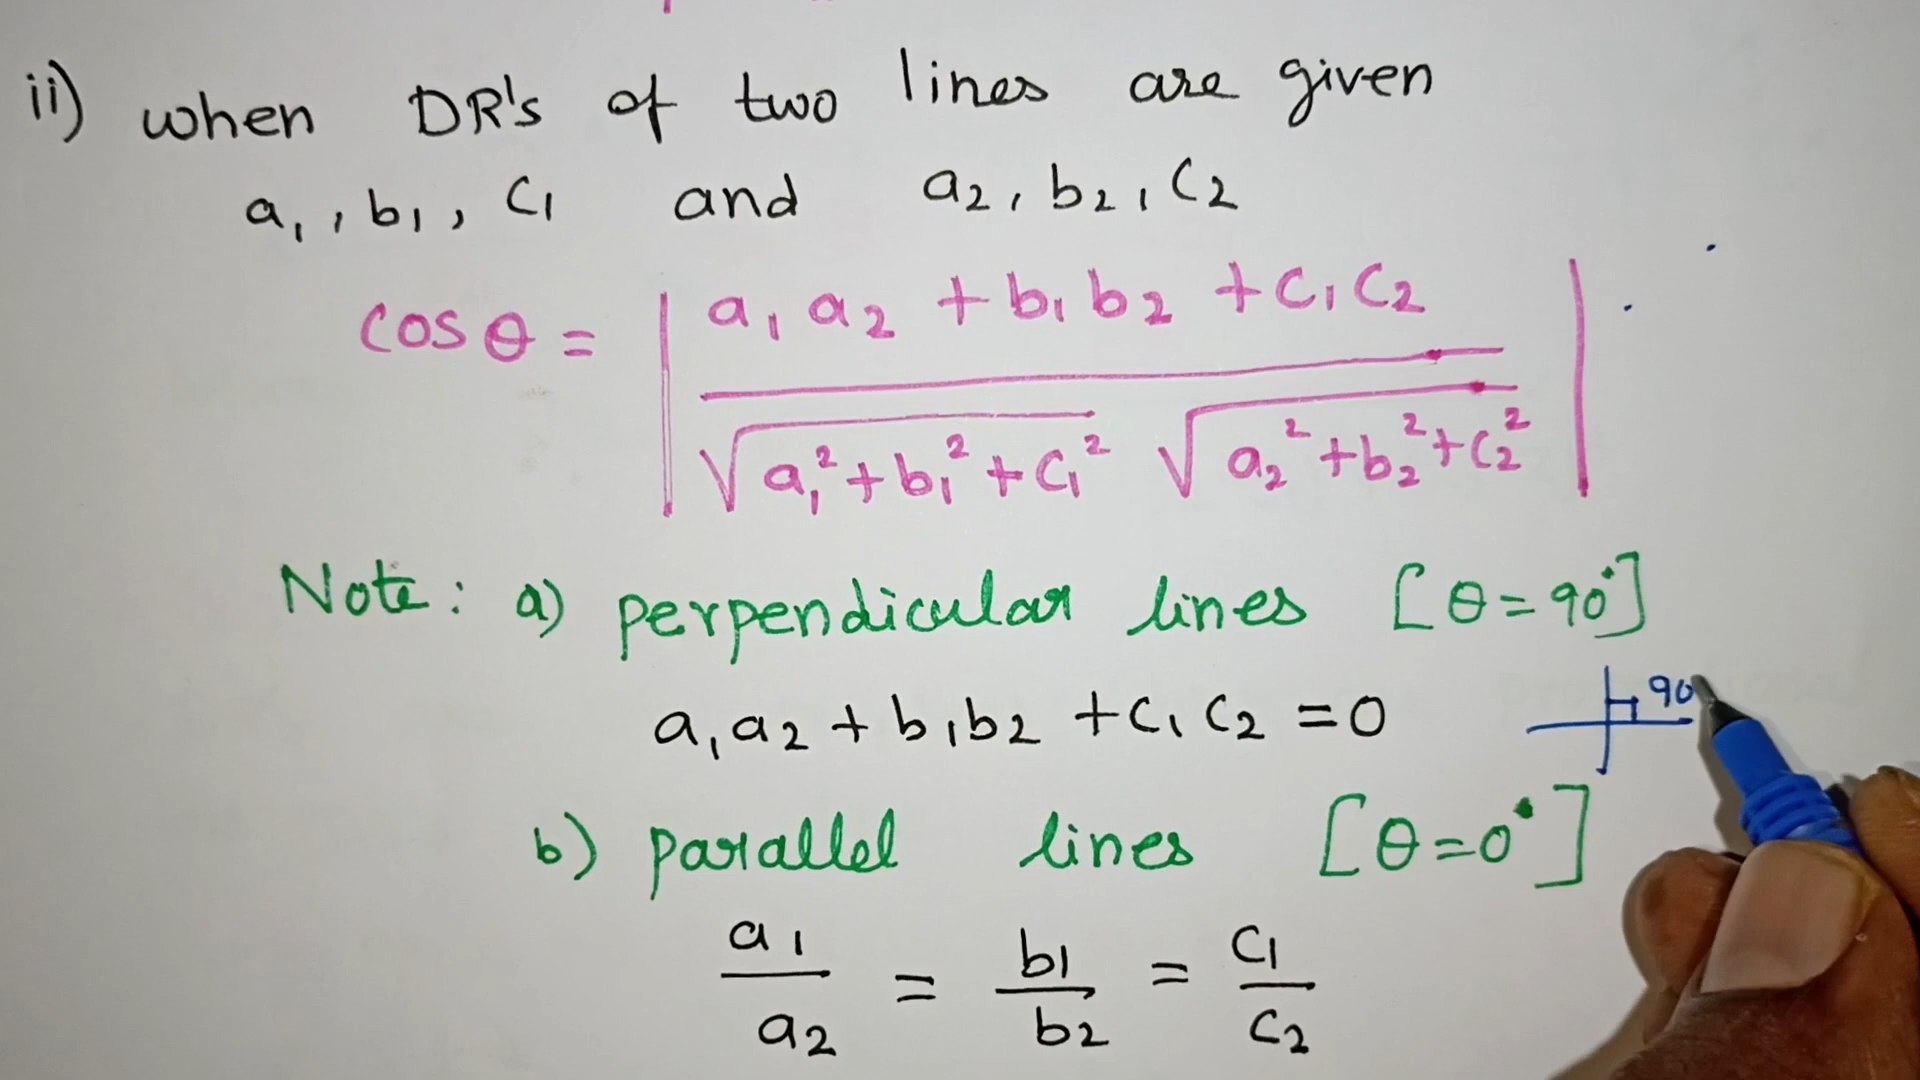 ii) when DR's of two lines are given
a₁, b₁, c₁ and a₂, b₂, c₂
cos θ = | a₁a₂ + b₁b₂ + c₁c₂ / √a₁² + b₁² + c₁² √a₂² + b₂² + c₂² |
Note: a) perpendicular lines [θ = 90°]
a₁a₂ + b₁b₂ + c₁c₂ = 0
90
b) parallel lines [θ = 0°]
a₁/a₂ = b₁/b₂ = c₁/c₂